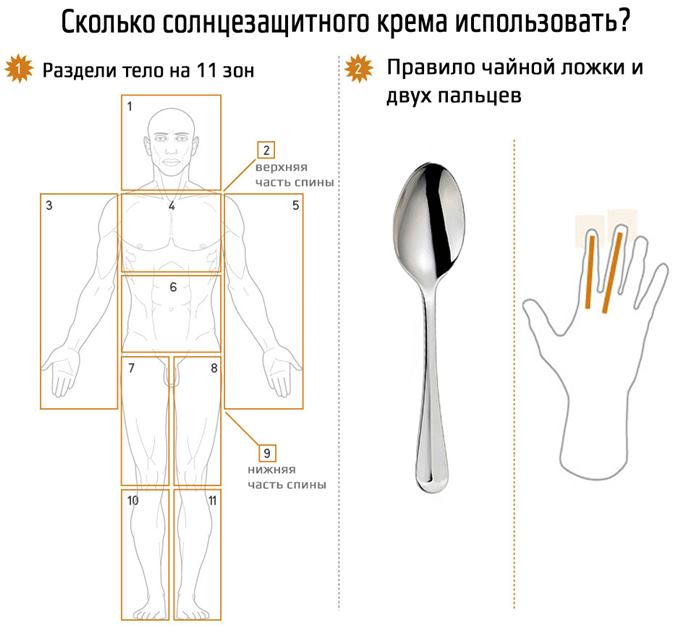 Сколько солнцезащитного крема использовать?
1 Раздели тело на 11 зон
1
2
верхняя
часть спины
3
4
5
6
7
8
9
нижняя
часть спины
10
11
2 Правило чайной ложки и
двух пальцев